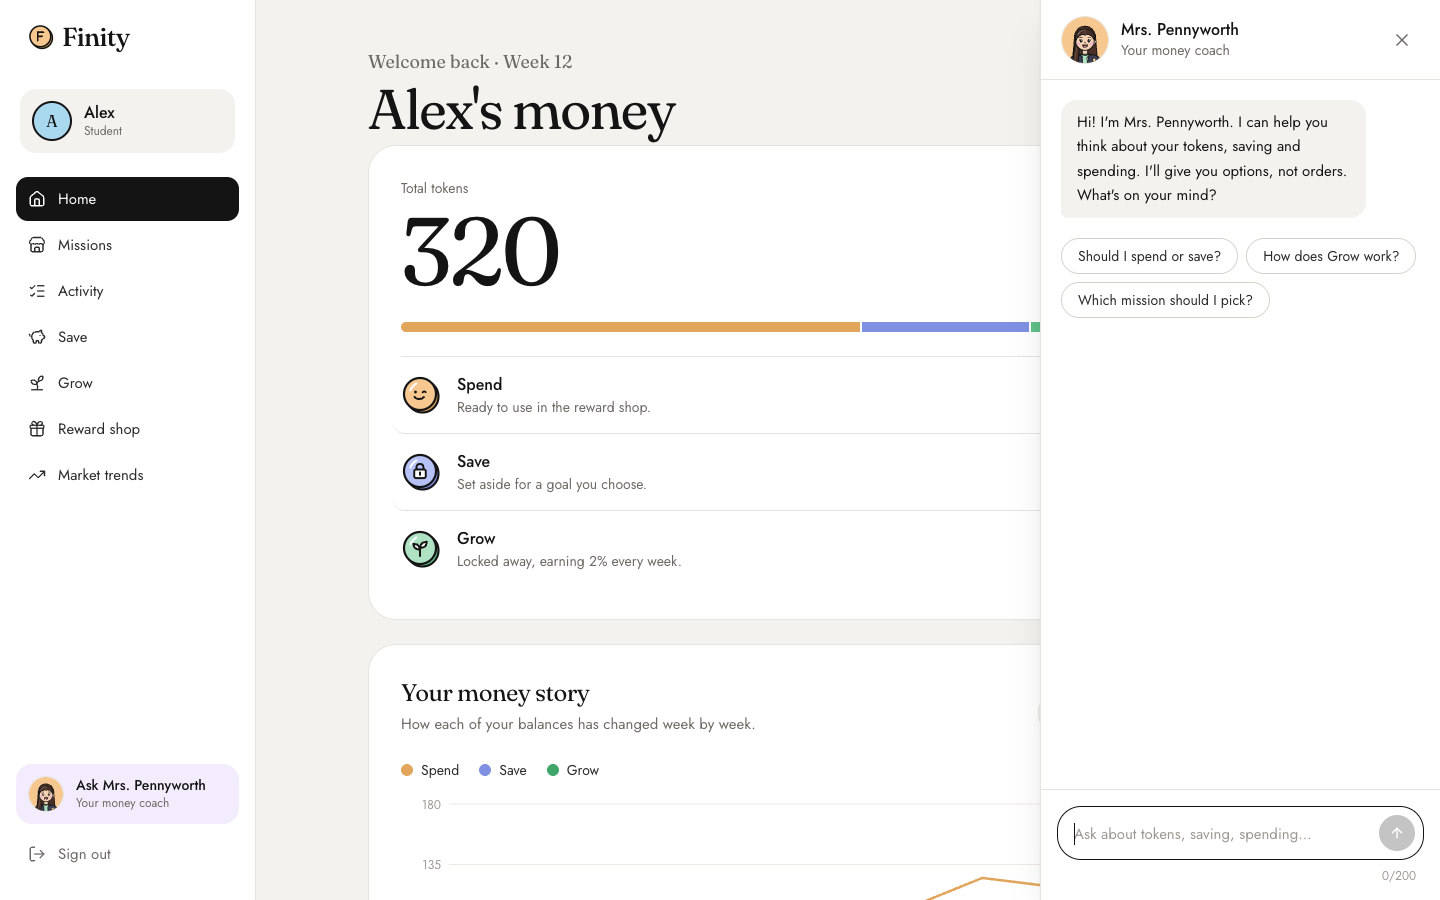 Finity
A
Alex
Student
Home
Missions
Activity
Save
Grow
Reward shop
Market trends
Ask Mrs. Pennyworth
Your money coach
Sign out
Welcome back · Week 12
Alex's money
Total tokens
320
Spend
Ready to use in the reward shop.
Save
Set aside for a goal you choose.
Grow
Locked away, earning 2% every week.
Your money story
How each of your balances has changed week by week.
Spend
Save
Grow
180
135
Mrs. Pennyworth
Your money coach
Hi! I'm Mrs. Pennyworth. I can help you
think about your tokens, saving and
spending. I'll give you options, not orders.
What's on your mind?
Should I spend or save?
How does Grow work?
Which mission should I pick?
Ask about tokens, saving, spending...
0/200